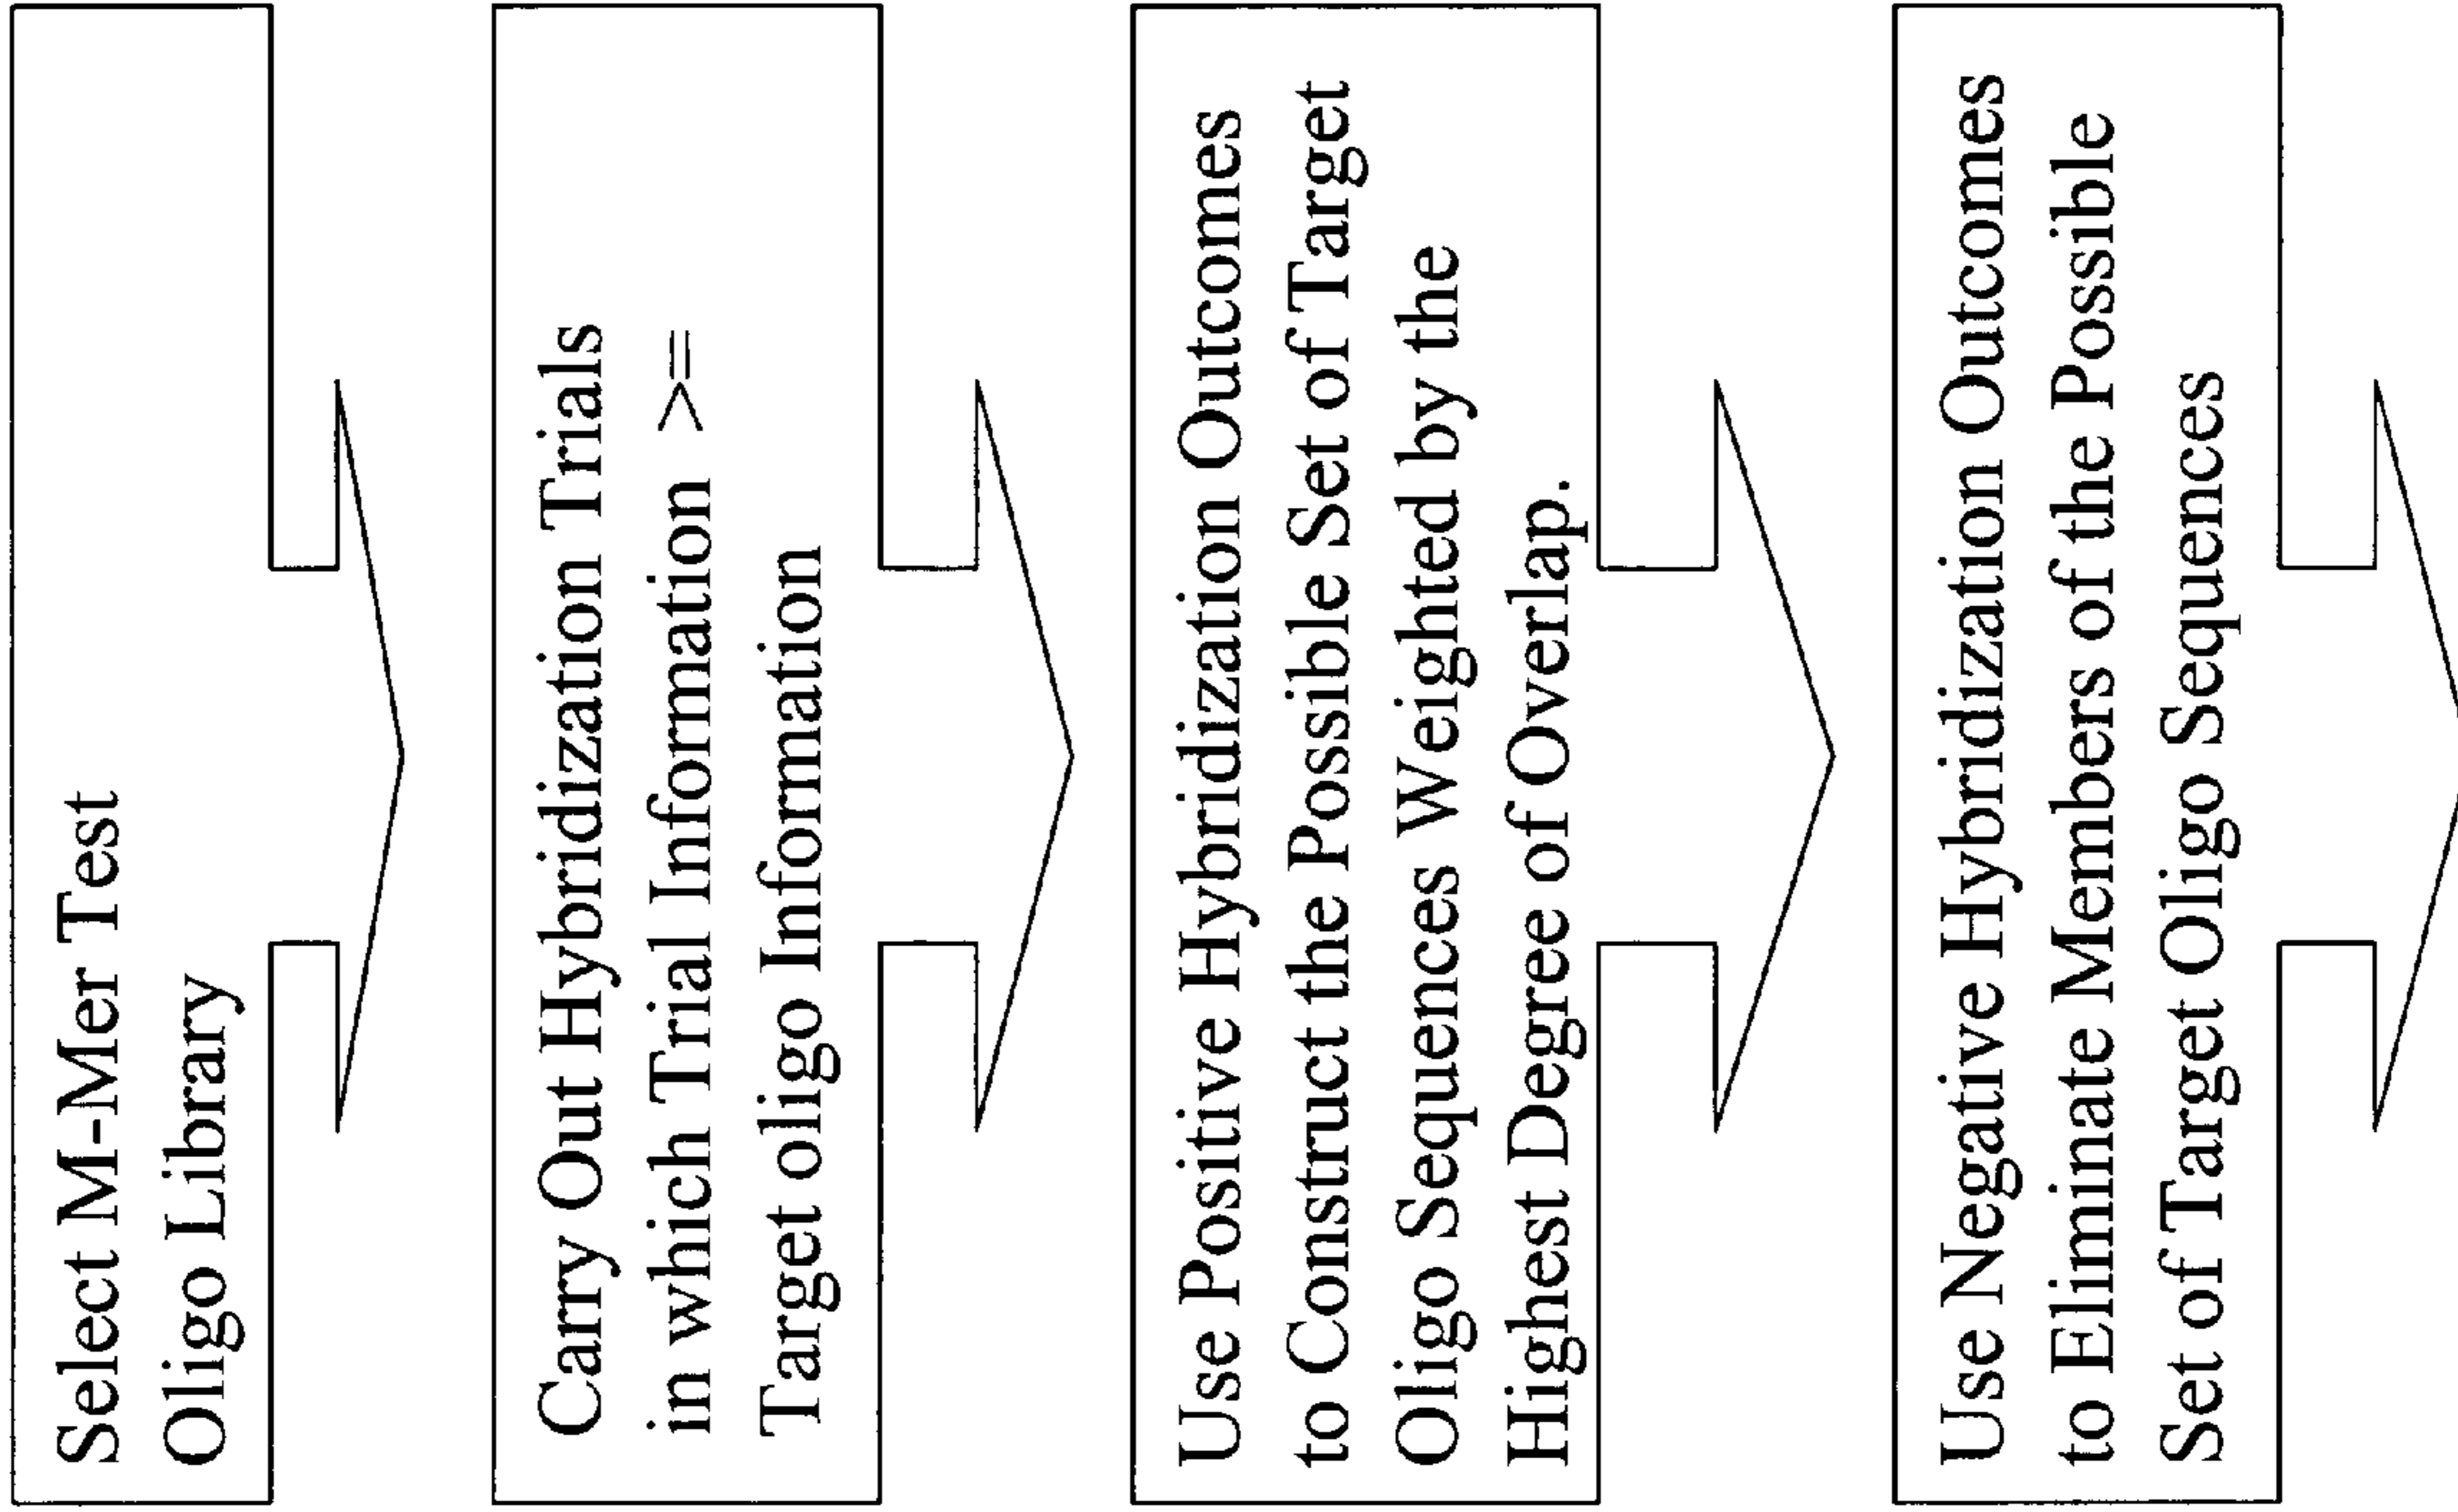 Select M-Mer Test
Oligo Library
Carry Out Hybridization Trials
in which Trial Information >=
Target oligo Information
Use Positive Hybridization Outcomes
to Construct the Possible Set of Target
Oligo Sequences Weighted by the
Highest Degree of Overlap.
Use Negative Hybridization Outcomes
to Eliminate Members of the Possible
Set of Target Oligo Sequences